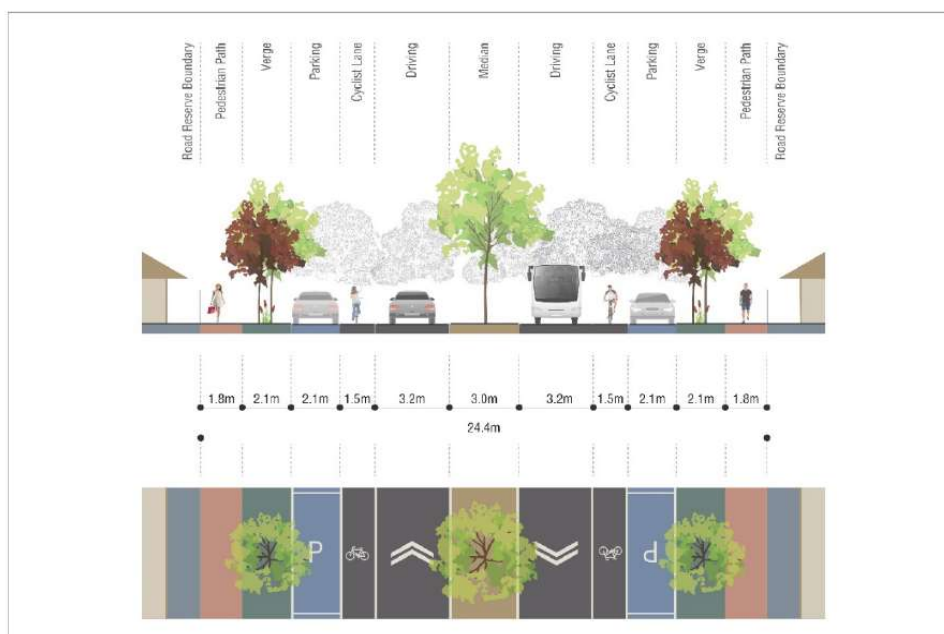 Road Reserve Boundary
Pedestrian Path
Verge
Parking
Cyclist Lane
Driving
Median
Driving
Cyclist Lane
Parking
Verge
Pedestrian Path
Road Reserve Boundary
1.8m 2.1m 2.1m 1.5m 3.2m 3.0m 3.2m 1.5m 2.1m 2.1m 1.8m
24.4m
P
P